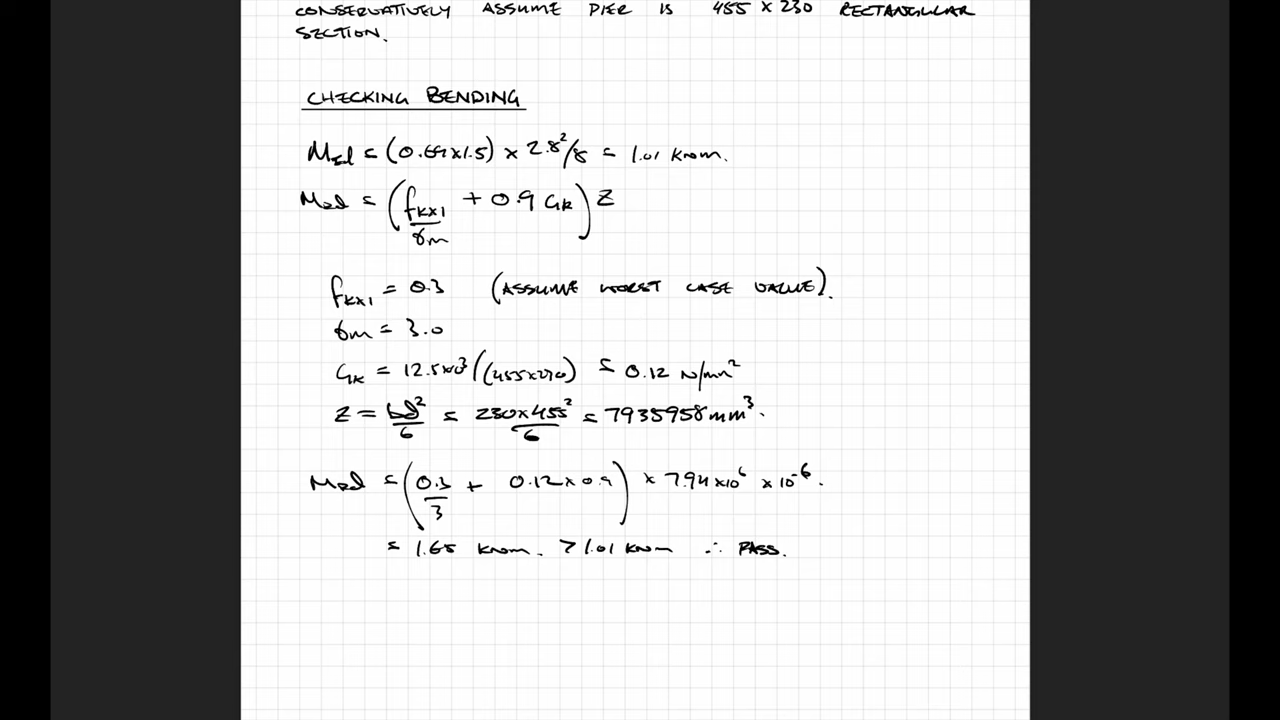 CONSERVATIVELY ASSUME PIER IS 455 x 230 RECTANGULAR
SECTION.
CHECKING BENDING
MEd = (0.69x1.5) x 2.8²/8 = 1.01 kNm.
MRd = (fkx1/γm + 0.9 Gk) Z
fkx1 = 0.3 (ASSUME WORST CASE VALUE).
γm = 3.0
Gk = 12.5x10³/(455x230) = 0.12 N/mm²
Z = bd²/6 = 230x455²/6 = 7935958mm³.
MRd = (0.3/3 + 0.12x0.9) x 7.94x10⁶ x10⁻⁶.
= 1.65 kNm. > 1.01 kNm ∴ PASS.